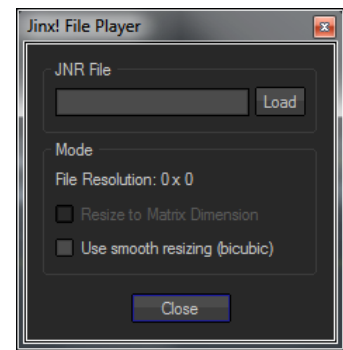 Jinx! File Player
JNR File
Load
Mode
File Resolution: 0 x 0
Resize to Matrix Dimension
Use smooth resizing (bicubic)
Close